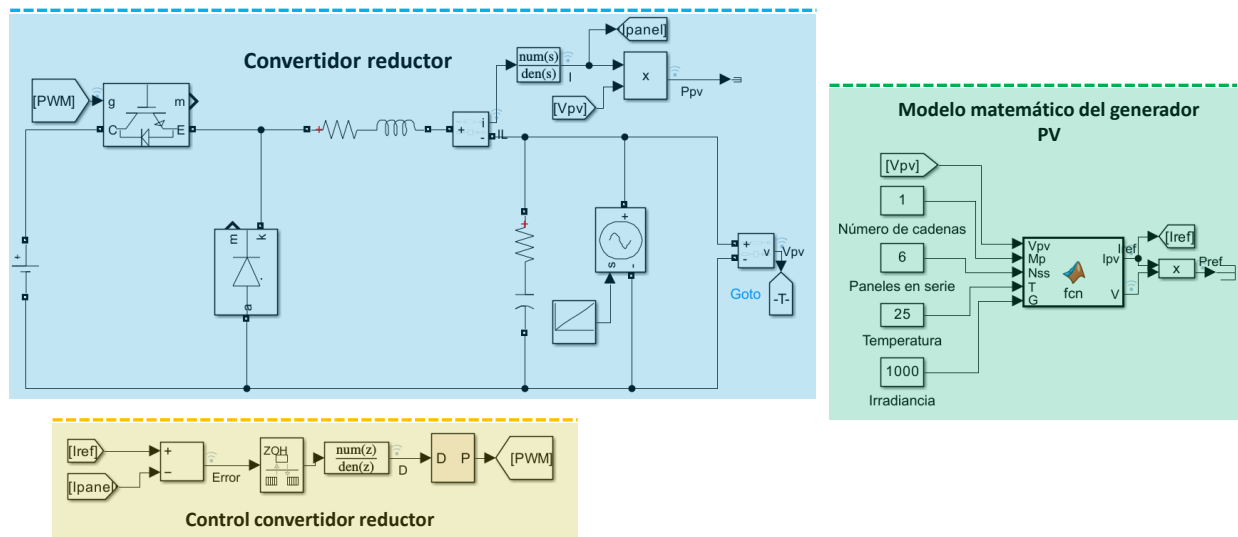 Convertidor reductor
[PWM]
g
m
C
E
+
i
-
IL
num(s)
den(s)
I
[Ipanel]
[Vpv]
x
Ppv
m
k
a
+
+
s
-
+
-
v
Vpv
Goto
-T-
Modelo matemático del generador
PV
[Vpv]
1
Número de cadenas
6
Paneles en serie
25
Temperatura
1000
Irradiancia
Vpv
Mp
Nss
T
G
fcn
Ipv
V
Iref
[Iref]
x
Pref
[Iref]
[Ipanel]
+
−
Error
ZOH
num(z)
den(z)
D
D
P
[PWM]
Control convertidor reductor